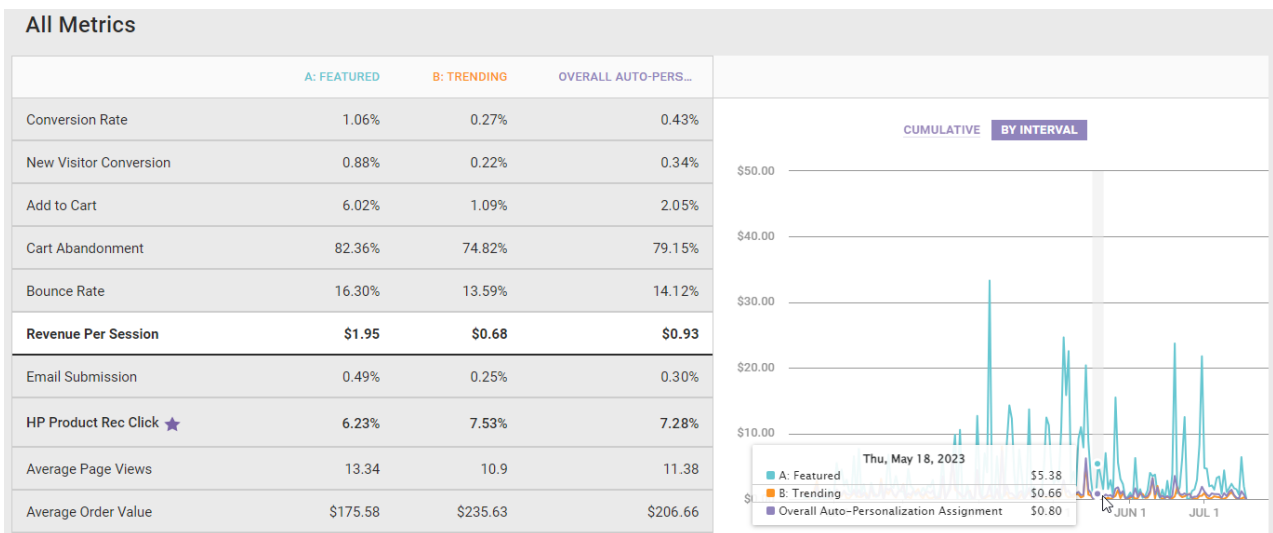 All Metrics
A: FEATURED B: TRENDING OVERALL AUTO-PERS...
Conversion Rate 1.06% 0.27% 0.43%
New Visitor Conversion 0.88% 0.22% 0.34%
Add to Cart 6.02% 1.09% 2.05%
Cart Abandonment 82.36% 74.82% 79.15%
Bounce Rate 16.30% 13.59% 14.12%
Revenue Per Session $1.95 $0.68 $0.93
Email Submission 0.49% 0.25% 0.30%
HP Product Rec Click 6.23% 7.53% 7.28%
Average Page Views 13.34 10.9 11.38
Average Order Value $175.58 $235.63 $206.66
CUMULATIVE BY INTERVAL
$50.00
$40.00
$30.00
$20.00
$10.00
Thu, May 18, 2023
A: Featured $5.38
B: Trending $0.66
Overall Auto-Personalization Assignment $0.80
JUN 1 JUL 1